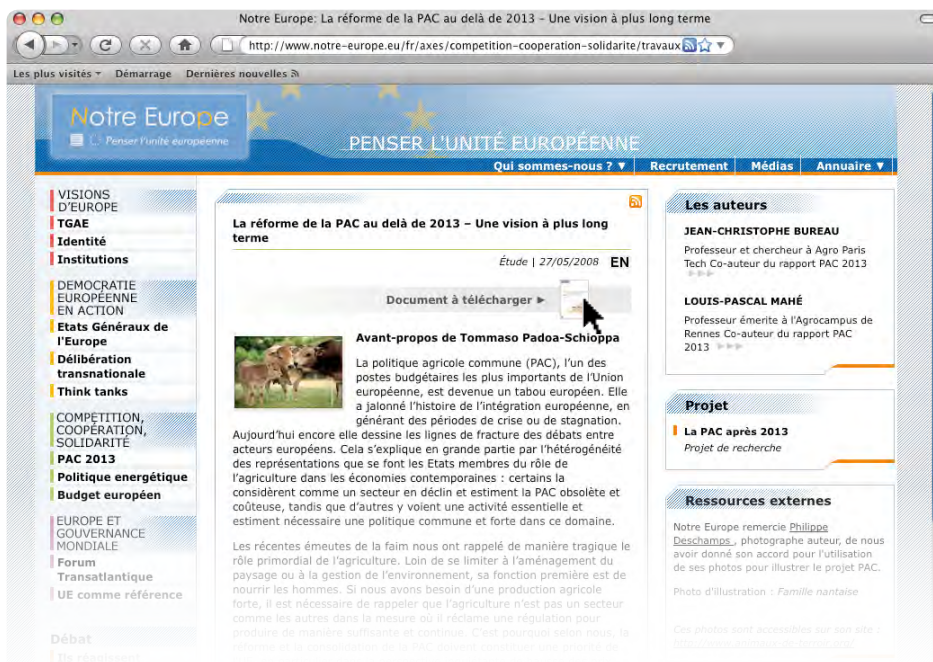 Notre Europe: La réforme de la PAC au delà de 2013 – Une vision à plus long terme
http://www.notre-europe.eu/fr/axes/competition-cooperation-solidarite/travaux
Les plus visités Démarrage Dernières nouvelles
Notre Europe
Penser l'unité européenne
PENSER L'UNITÉ EUROPÉENNE
Qui sommes-nous ? ▼ Recrutement Médias Annuaire ▼
VISIONS
D'EUROPE
TGAE
Identité
Institutions
DEMOCRATIE
EUROPÉENNE
EN ACTION
Etats Généraux de
l'Europe
Délibération
transnationale
Think tanks
COMPÉTITION,
COOPÉRATION,
SOLIDARITÉ
PAC 2013
Politique energétique
Budget européen
EUROPE ET
GOUVERNANCE
MONDIALE
Forum
Transatlantique
UE comme référence
Débat
Ils réagissent
La réforme de la PAC au delà de 2013 – Une vision à plus long
terme
Étude | 27/05/2008 EN
Document à télécharger ►
Avant-propos de Tommaso Padoa-Schioppa
La politique agricole commune (PAC), l'un des
postes budgétaires les plus importants de l'Union
européenne, est devenue un tabou européen. Elle
a jalonné l'histoire de l'intégration européenne, en
générant des périodes de crise ou de stagnation.
Aujourd'hui encore elle dessine les lignes de fracture des débats entre
acteurs européens. Cela s'explique en grande partie par l'hétérogénéité
des représentations que se font les Etats membres du rôle de
l'agriculture dans les économies contemporaines : certains la
considèrent comme un secteur en déclin et estiment la PAC obsolète et
coûteuse, tandis que d'autres y voient une activité essentielle et
estiment nécessaire une politique commune et forte dans ce domaine.
Les récentes émeutes de la faim nous ont rappelé de manière tragique le
rôle primordial de l'agriculture. Loin de se limiter à l'aménagement du
paysage ou à la gestion de l'environnement, sa fonction première est de
nourrir les hommes. Si nous avons besoin d'une production agricole
forte, il est nécessaire de rappeler que l'agriculture n'est pas un secteur
comme les autres dans la mesure où il réclame une régulation pour
produire de manière suffisante et continue. C'est pourquoi selon nous, la
Les auteurs
JEAN-CHRISTOPHE BUREAU
Professeur et chercheur à Agro Paris
Tech Co-auteur du rapport PAC 2013
LOUIS-PASCAL MAHÉ
Professeur émerite à l'Agrocampus de
Rennes Co-auteur du rapport PAC
2013
Projet
La PAC après 2013
Projet de recherche
Ressources externes
Notre Europe remercie Philippe
Deschamps , photographe auteur, de nous
avoir donné son accord pour l'utilisation
de ses photos pour illustrer le projet PAC.
Photo d'illustration : Famille nantaise
Ces photos sont accessibles sur son site :